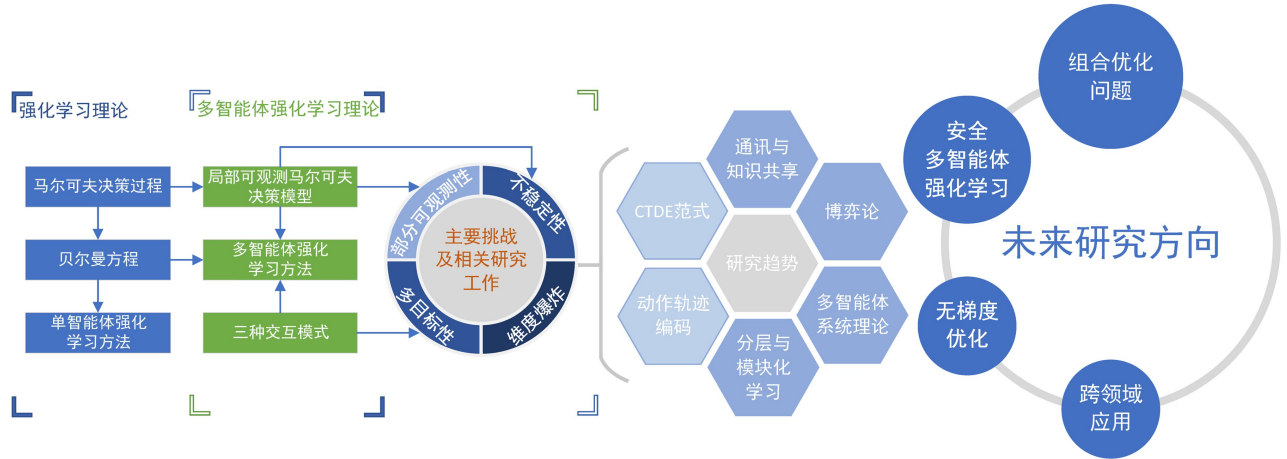 强化学习理论
马尔可夫决策过程
贝尔曼方程
单智能体强化
学习方法
多智能体强化学习理论
局部可观测马尔可夫
决策模型
多智能体强化
学习方法
三种交互模式
部分可观测性
不稳定性
多目标性
维度爆炸
主要挑战
及相关研究
工作
通讯与
知识共享
CTDE范式
博弈论
研究趋势
动作轨迹
编码
多智能体
系统理论
分层与
模块化
学习
组合优化
问题
安全
多智能体
强化学习
未来研究方向
无梯度
优化
跨领域
应用